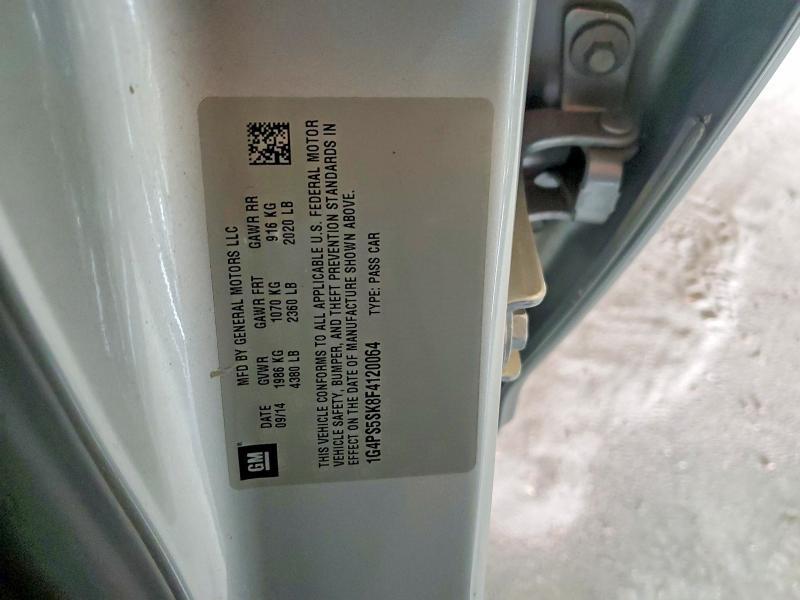 MFD BY GENERAL MOTORS LLC
DATE GVWR GAWR FRT GAWR RR
09/14 1986 KG 1070 KG 916 KG
4380 LB 2360 LB 2020 LB
GM
THIS VEHICLE CONFORMS TO ALL APPLICABLE U.S. FEDERAL MOTOR
VEHICLE SAFETY, BUMPER, AND THEFT PREVENTION STANDARDS IN
EFFECT ON THE DATE OF MANUFACTURE SHOWN ABOVE.
1G4PS5SK8F4120064 TYPE: PASS CAR